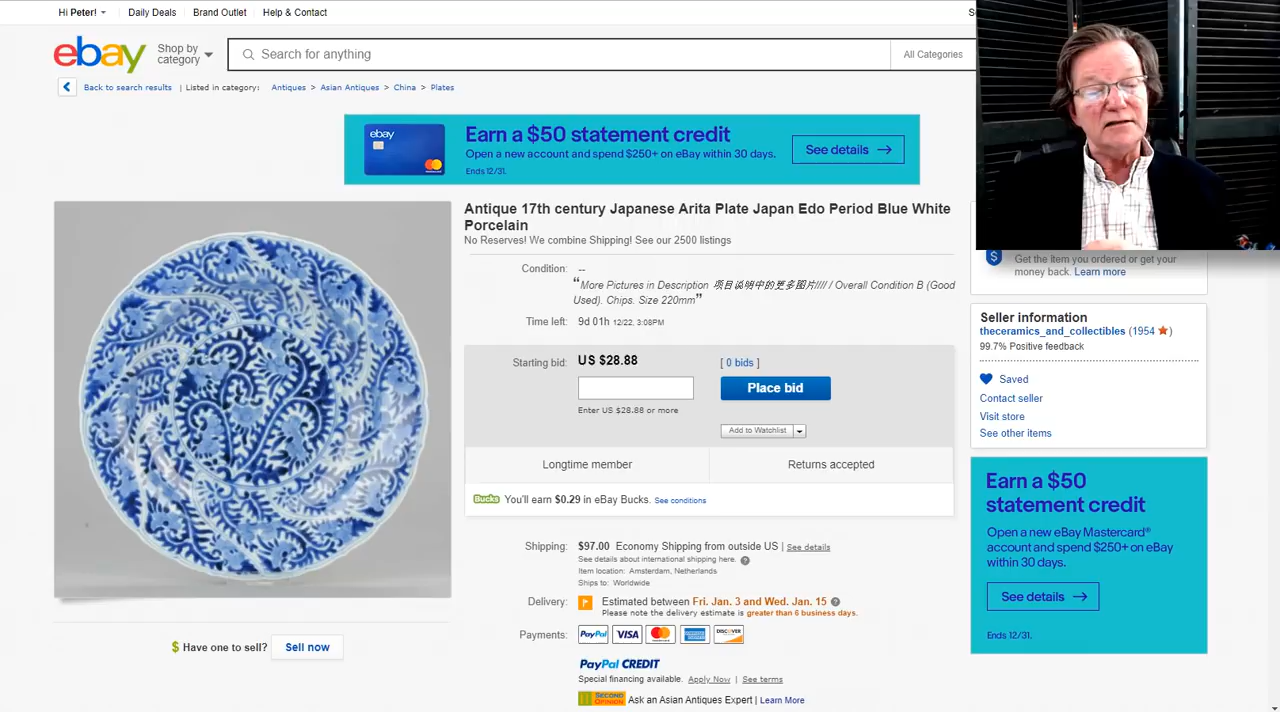 Hi Peter!
Daily Deals
Brand Outlet
Help & Contact
ebay
Shop by
category
Search for anything
All Categories
Back to search results | Listed in category: Antiques > Asian Antiques > China > Plates
ebay
Earn a $50 statement credit
Open a new account and spend $250+ on eBay within 30 days.
Ends 12/31.
See details
Antique 17th century Japanese Arita Plate Japan Edo Period Blue White
Porcelain
No Reserves! We combine Shipping! See our 2500 listings
Condition: --
“More Pictures in Description 项目说明中的更多图片//// / Overall Condition B (Good
Used). Chips. Size 220mm”
Time left: 9d 01h 12/22, 3:08PM
Starting bid: US $28.88 [ 0 bids ]
Place bid
Enter US $28.88 or more
Add to Watchlist
Longtime member
Returns accepted
Bucks You'll earn $0.29 in eBay Bucks. See conditions
Shipping: $97.00 Economy Shipping from outside US | See details
See details about international shipping here.
Item location: Amsterdam, Netherlands
Ships to: Worldwide
Delivery: Estimated between Fri. Jan. 3 and Wed. Jan. 15
Please note the delivery estimate is greater than 6 business days.
Payments: PayPal VISA MasterCard DISCOVER
PayPal CREDIT
Special financing available. Apply Now | See terms
SECOND OPINION Ask an Asian Antiques Expert | Learn More
Have one to sell? Sell now
Get the item you ordered or get your
money back. Learn more
Seller information
theceramics_and_collectibles (1954)
99.7% Positive feedback
Saved
Contact seller
Visit store
See other items
Earn a $50
statement credit
Open a new eBay Mastercard®
account and spend $250+ on eBay
within 30 days.
See details
Ends 12/31.